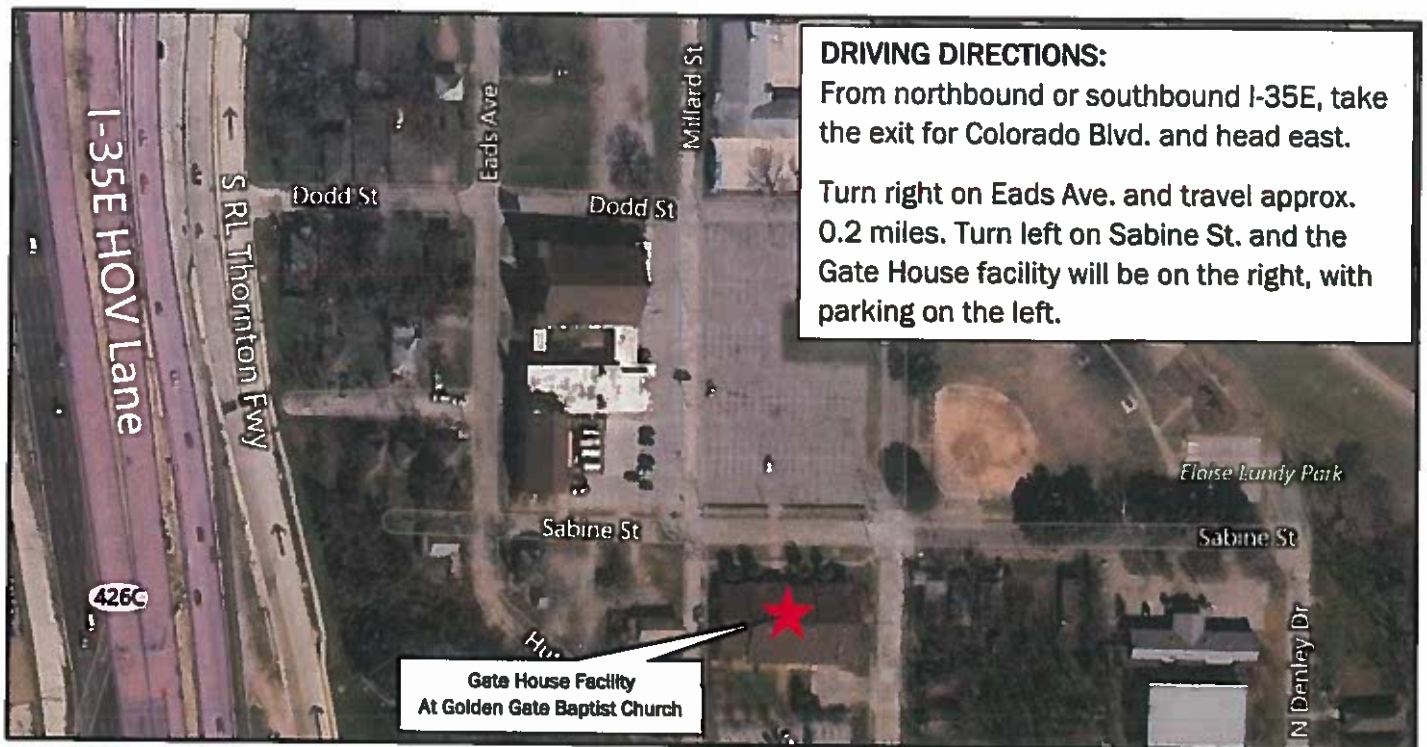 DRIVING DIRECTIONS:
From northbound or southbound I-35E, take
the exit for Colorado Blvd. and head east.
Turn right on Eads Ave. and travel approx.
0.2 miles. Turn left on Sabine St. and the
Gate House facility will be on the right, with
parking on the left.
I-35E HOV Lane
S RL Thornton Fwy
Eads Ave
Millard St
Dodd St
Dodd St
Eloise Lundy Park
Sabine St
Sabine St
426C
N Denley Dr
Gate House Facility
At Golden Gate Baptist Church